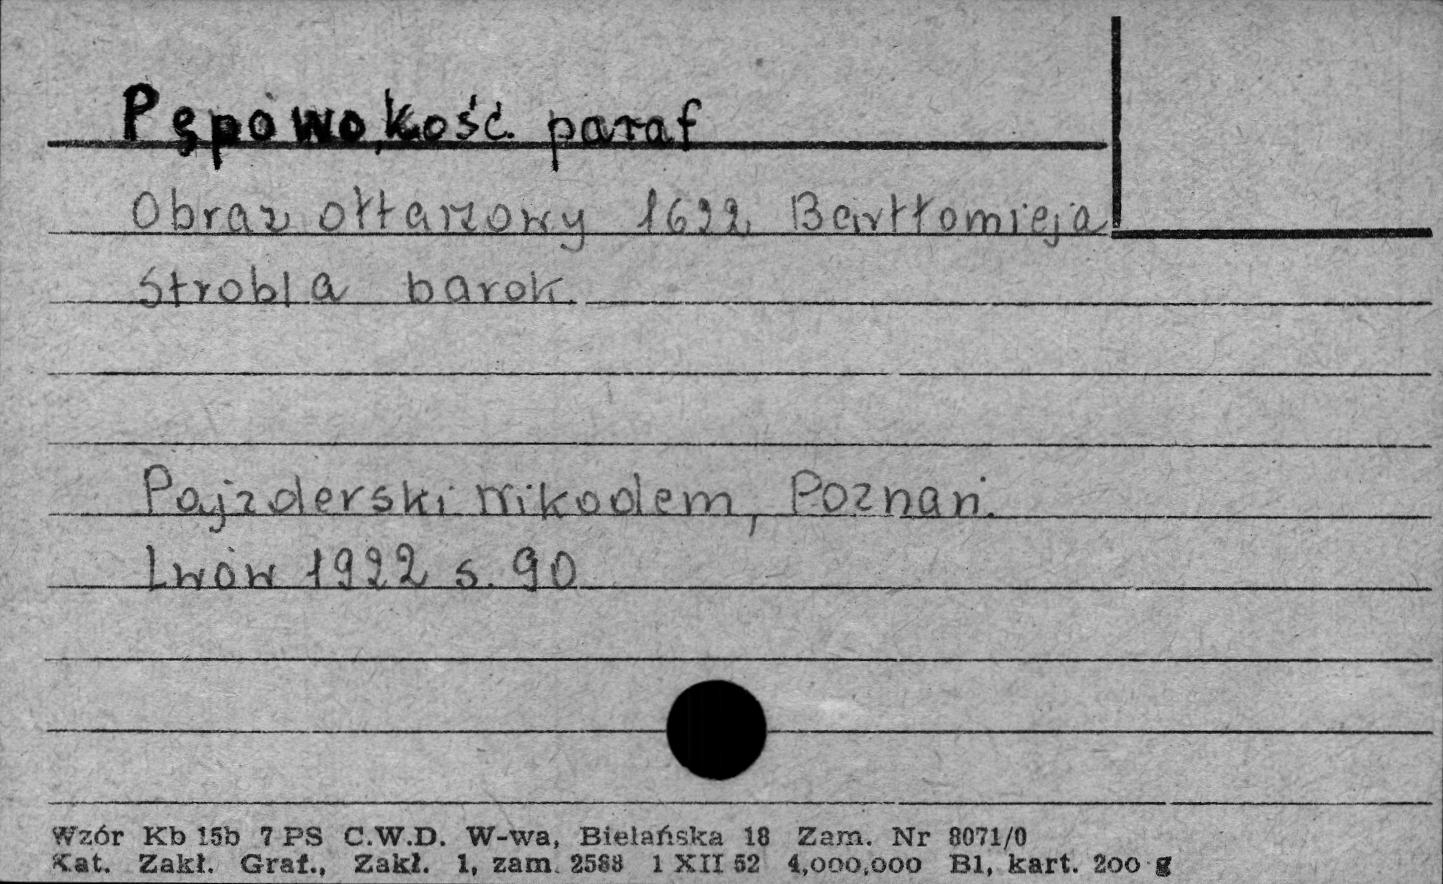 Pępowo, kość. paraf
Obraz ołtarzowy 1622 Bartłomieja
Strobla barok.
Pajzderski Nikodem, Poznań.
Lwów 1922 s. 90
Wzór Kb 15b 7 PS C.W.D. W-wa, Bielańska 18 Zam. Nr 8071/0
Kat. Zakł. Graf., Zakł. 1, zam. 2588 1 XII 52 4,000,000 Bl, kart. 200 g